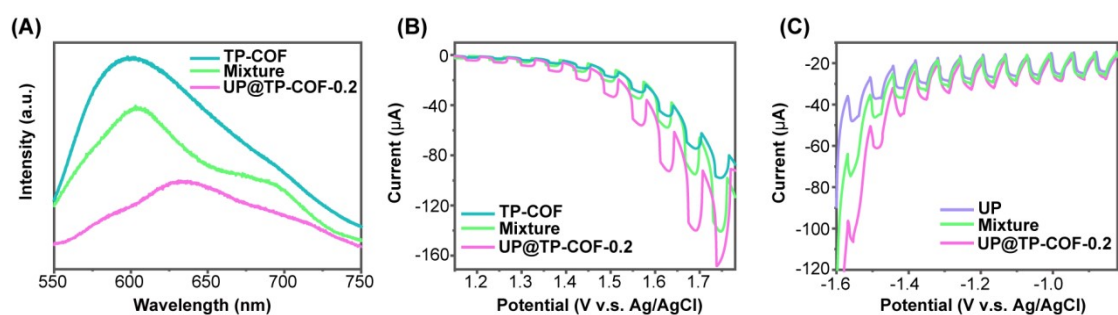 (A)
Intensity (a.u.)
TP-COF
Mixture
UP@TP-COF-0.2
550 600 650 700 750
Wavelength (nm)
(B)
Current (μA)
0
-40
-80
-120
-160
TP-COF
Mixture
UP@TP-COF-0.2
1.2 1.3 1.4 1.5 1.6 1.7
Potential (V v.s. Ag/AgCl)
(C)
Current (μA)
-20
-40
-60
-80
-100
-120
UP
Mixture
UP@TP-COF-0.2
-1.6 -1.4 -1.2 -1.0
Potential (V v.s. Ag/AgCl)